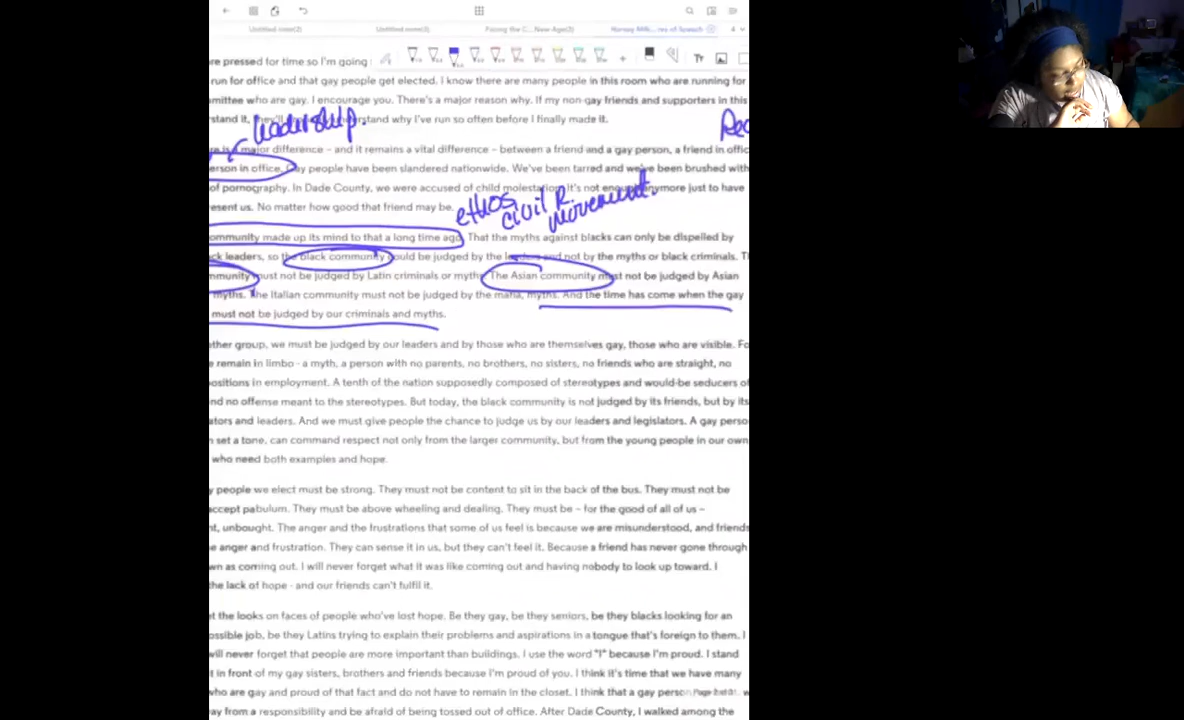 Untitled note(2)
Untitled note(3)
4
re pressed for time so I'm going
run for office and that gay people get elected. I know there are many people in this room who are running for
mittee who are gay. I encourage you. There's a major reason why. If my non-gay friends and supporters in this
stand it, they'll understand why I've run so often before I finally made it.
leadership.
Rec
major difference – and it remains a vital difference – between a friend and a gay person, a friend in offic
erson in office. Gay people have been slandered nationwide. We've been tarred and we've been brushed with
of pornography. In Dade County, we were accused of child molestation. It's not enough anymore just to have
esent us. No matter how good that friend may be.
ethos
civil R.
movement.
ommunity made up its mind to that a long time ago. That the myths against blacks can only be dispelled by
ck leaders, so the black community could be judged by the leaders and not by the myths or black criminals. T
mmunity must not be judged by Latin criminals or myths. The Asian community must not be judged by Asian
myths. The Italian community must not be judged by the mafia, myths. And the time has come when the gay
must not be judged by our criminals and myths.
ther group, we must be judged by our leaders and by those who are themselves gay, those who are visible. Fo
e remain in limbo - a myth, a person with no parents, no brothers, no sisters, no friends who are straight, no
ositions in employment. A tenth of the nation supposedly composed of stereotypes and would-be seducers of
nd no offense meant to the stereotypes. But today, the black community is not judged by its friends, but by its
ators and leaders. And we must give people the chance to judge us by our leaders and legislators. A gay perso
n set a tone, can command respect not only from the larger community, but from the young people in our own
who need both examples and hope.
y people we elect must be strong. They must not be content to sit in the back of the bus. They must not be
accept pabulum. They must be above wheeling and dealing. They must be – for the good of all of us –
nt, unbought. The anger and the frustrations that some of us feel is because we are misunderstood, and friends
e anger and frustration. They can sense it in us, but they can't feel it. Because a friend has never gone through
wn as coming out. I will never forget what it was like coming out and having nobody to look up toward. I
the lack of hope - and our friends can't fulfil it.
t the looks on faces of people who've lost hope. Be they gay, be they seniors, be they blacks looking for an
ossible job, be they Latins trying to explain their problems and aspirations in a tongue that's foreign to them. I
will never forget that people are more important than buildings. I use the word "I" because I'm proud. I stand
t in front of my gay sisters, brothers and friends because I'm proud of you. I think it's time that we have many
who are gay and proud of that fact and do not have to remain in the closet. I think that a gay person
ay from a responsibility and be afraid of being tossed out of office. After Dade County, I walked among the